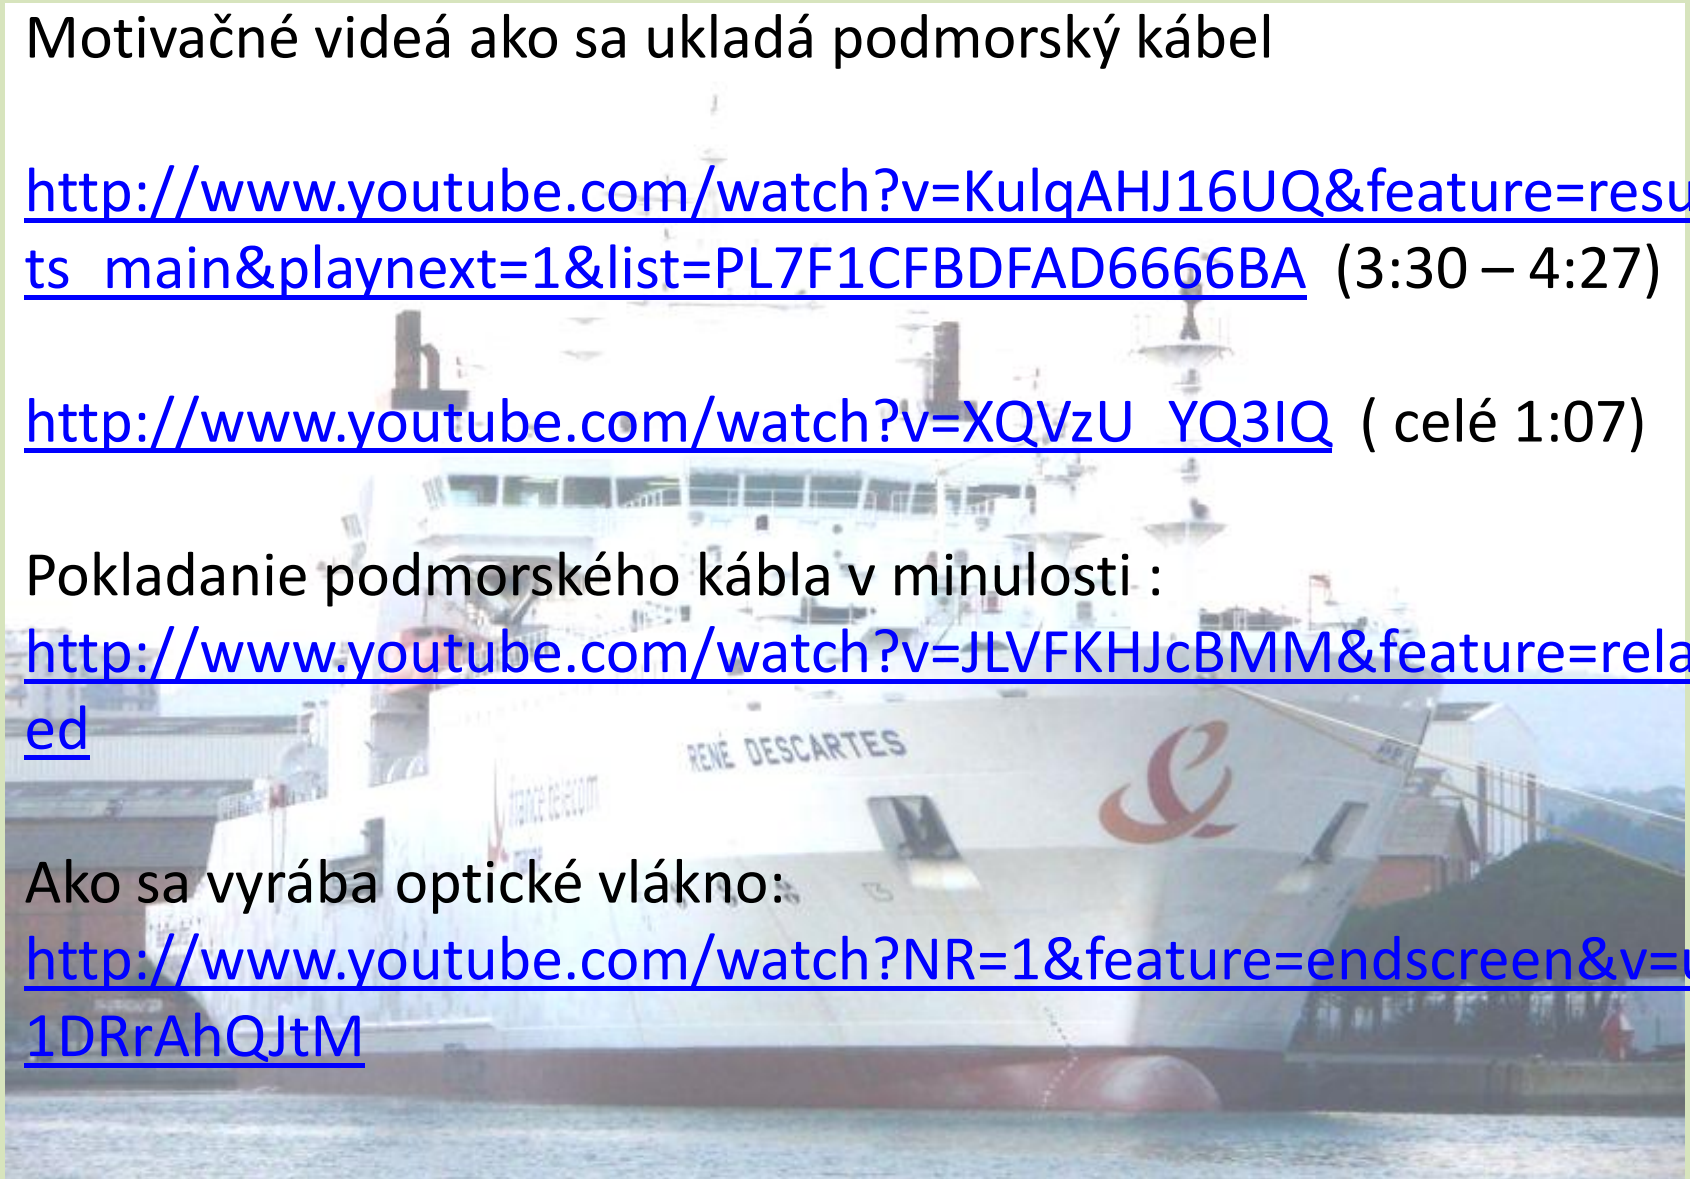 Motivačné videá ako sa ukladá podmorský kábel
http://www.youtube.com/watch?v=KulqAHJ16UQ&feature=resu
ts_main&playnext=1&list=PL7F1CFBDFAD6666BA (3:30 – 4:27)
http://www.youtube.com/watch?v=XQVzU_YQ3IQ ( celé 1:07)
Pokladanie podmorského kábla v minulosti :
http://www.youtube.com/watch?v=JLVFKHJcBMM&feature=rela
ed
RENÉ DESCARTES
france telecom
Ako sa vyrába optické vlákno:
http://www.youtube.com/watch?NR=1&feature=endscreen&v=u
1DRrAhQJtM